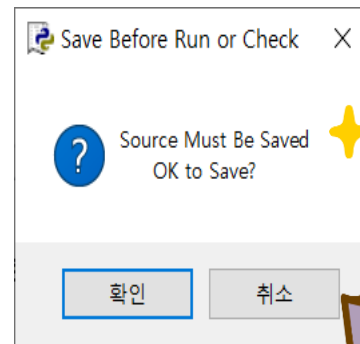 Save Before Run or Check
Source Must Be Saved
OK to Save?
확인
취소